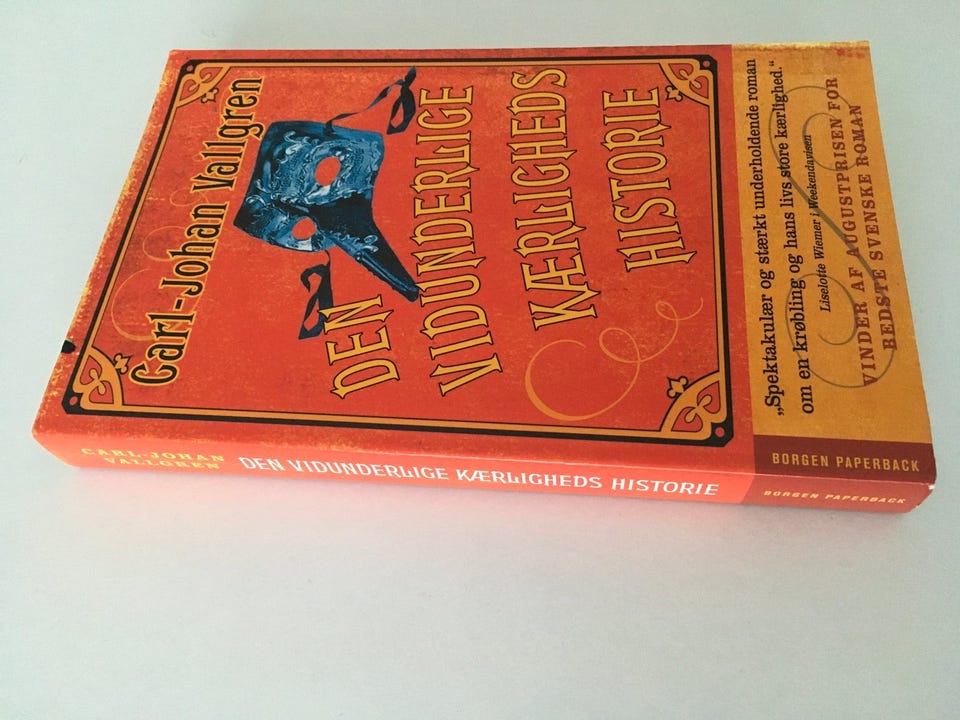 Carl-Johan Vallgren
DEN
VIDUNDERLIGE
KÆRLIGHEDS
HISTORIE
„Spektakulær og stærkt underholdende roman
om en krøbling og hans livs store kærlighed.“
Liselotte Wiemer i Weekendavisen
VINDER AF AUGUSTPRISEN FOR
BEDSTE SVENSKE ROMAN
BORGEN PAPERBACK
CARL-JOHAN
VALLGREN
DEN VIDUNDERLIGE KÆRLIGHEDS HISTORIE
BORGEN PAPERBACK